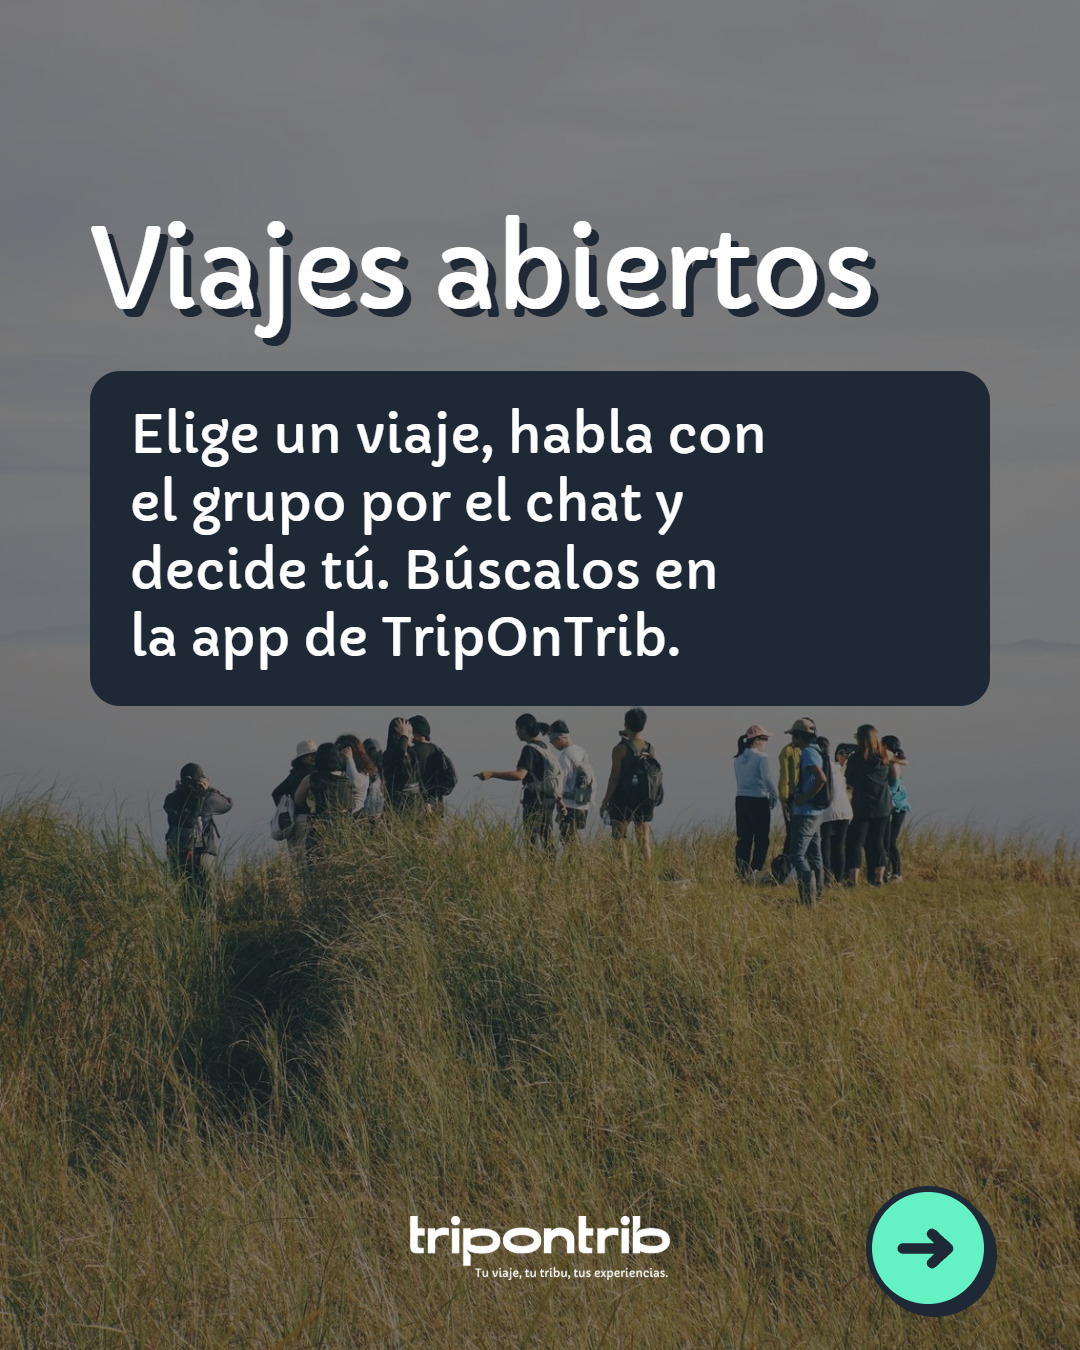 Viajes abiertos
Elige un viaje, habla con
el grupo por el chat y
decide tú. Búscalos en
la app de TripOnTrib.
tripontrib
Tu viaje, tu tribu, tus experiencias.